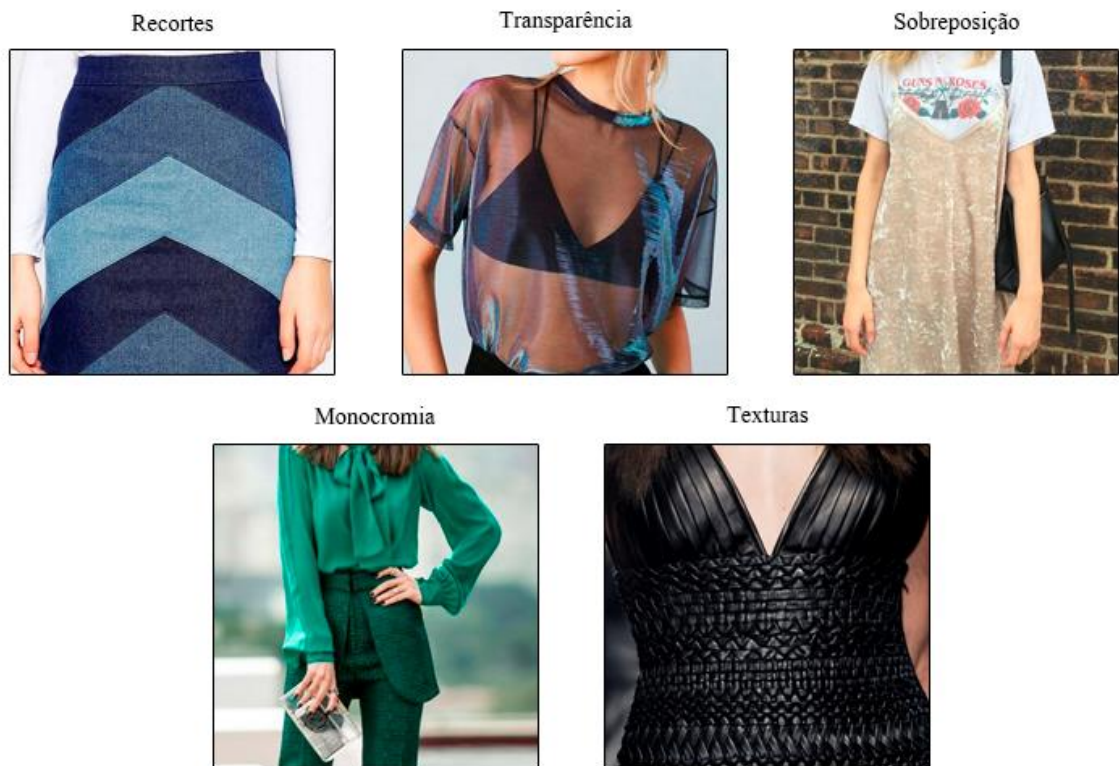 Recortes
Transparência
Sobreposição
GUNS N' ROSES
Monocromia
Texturas